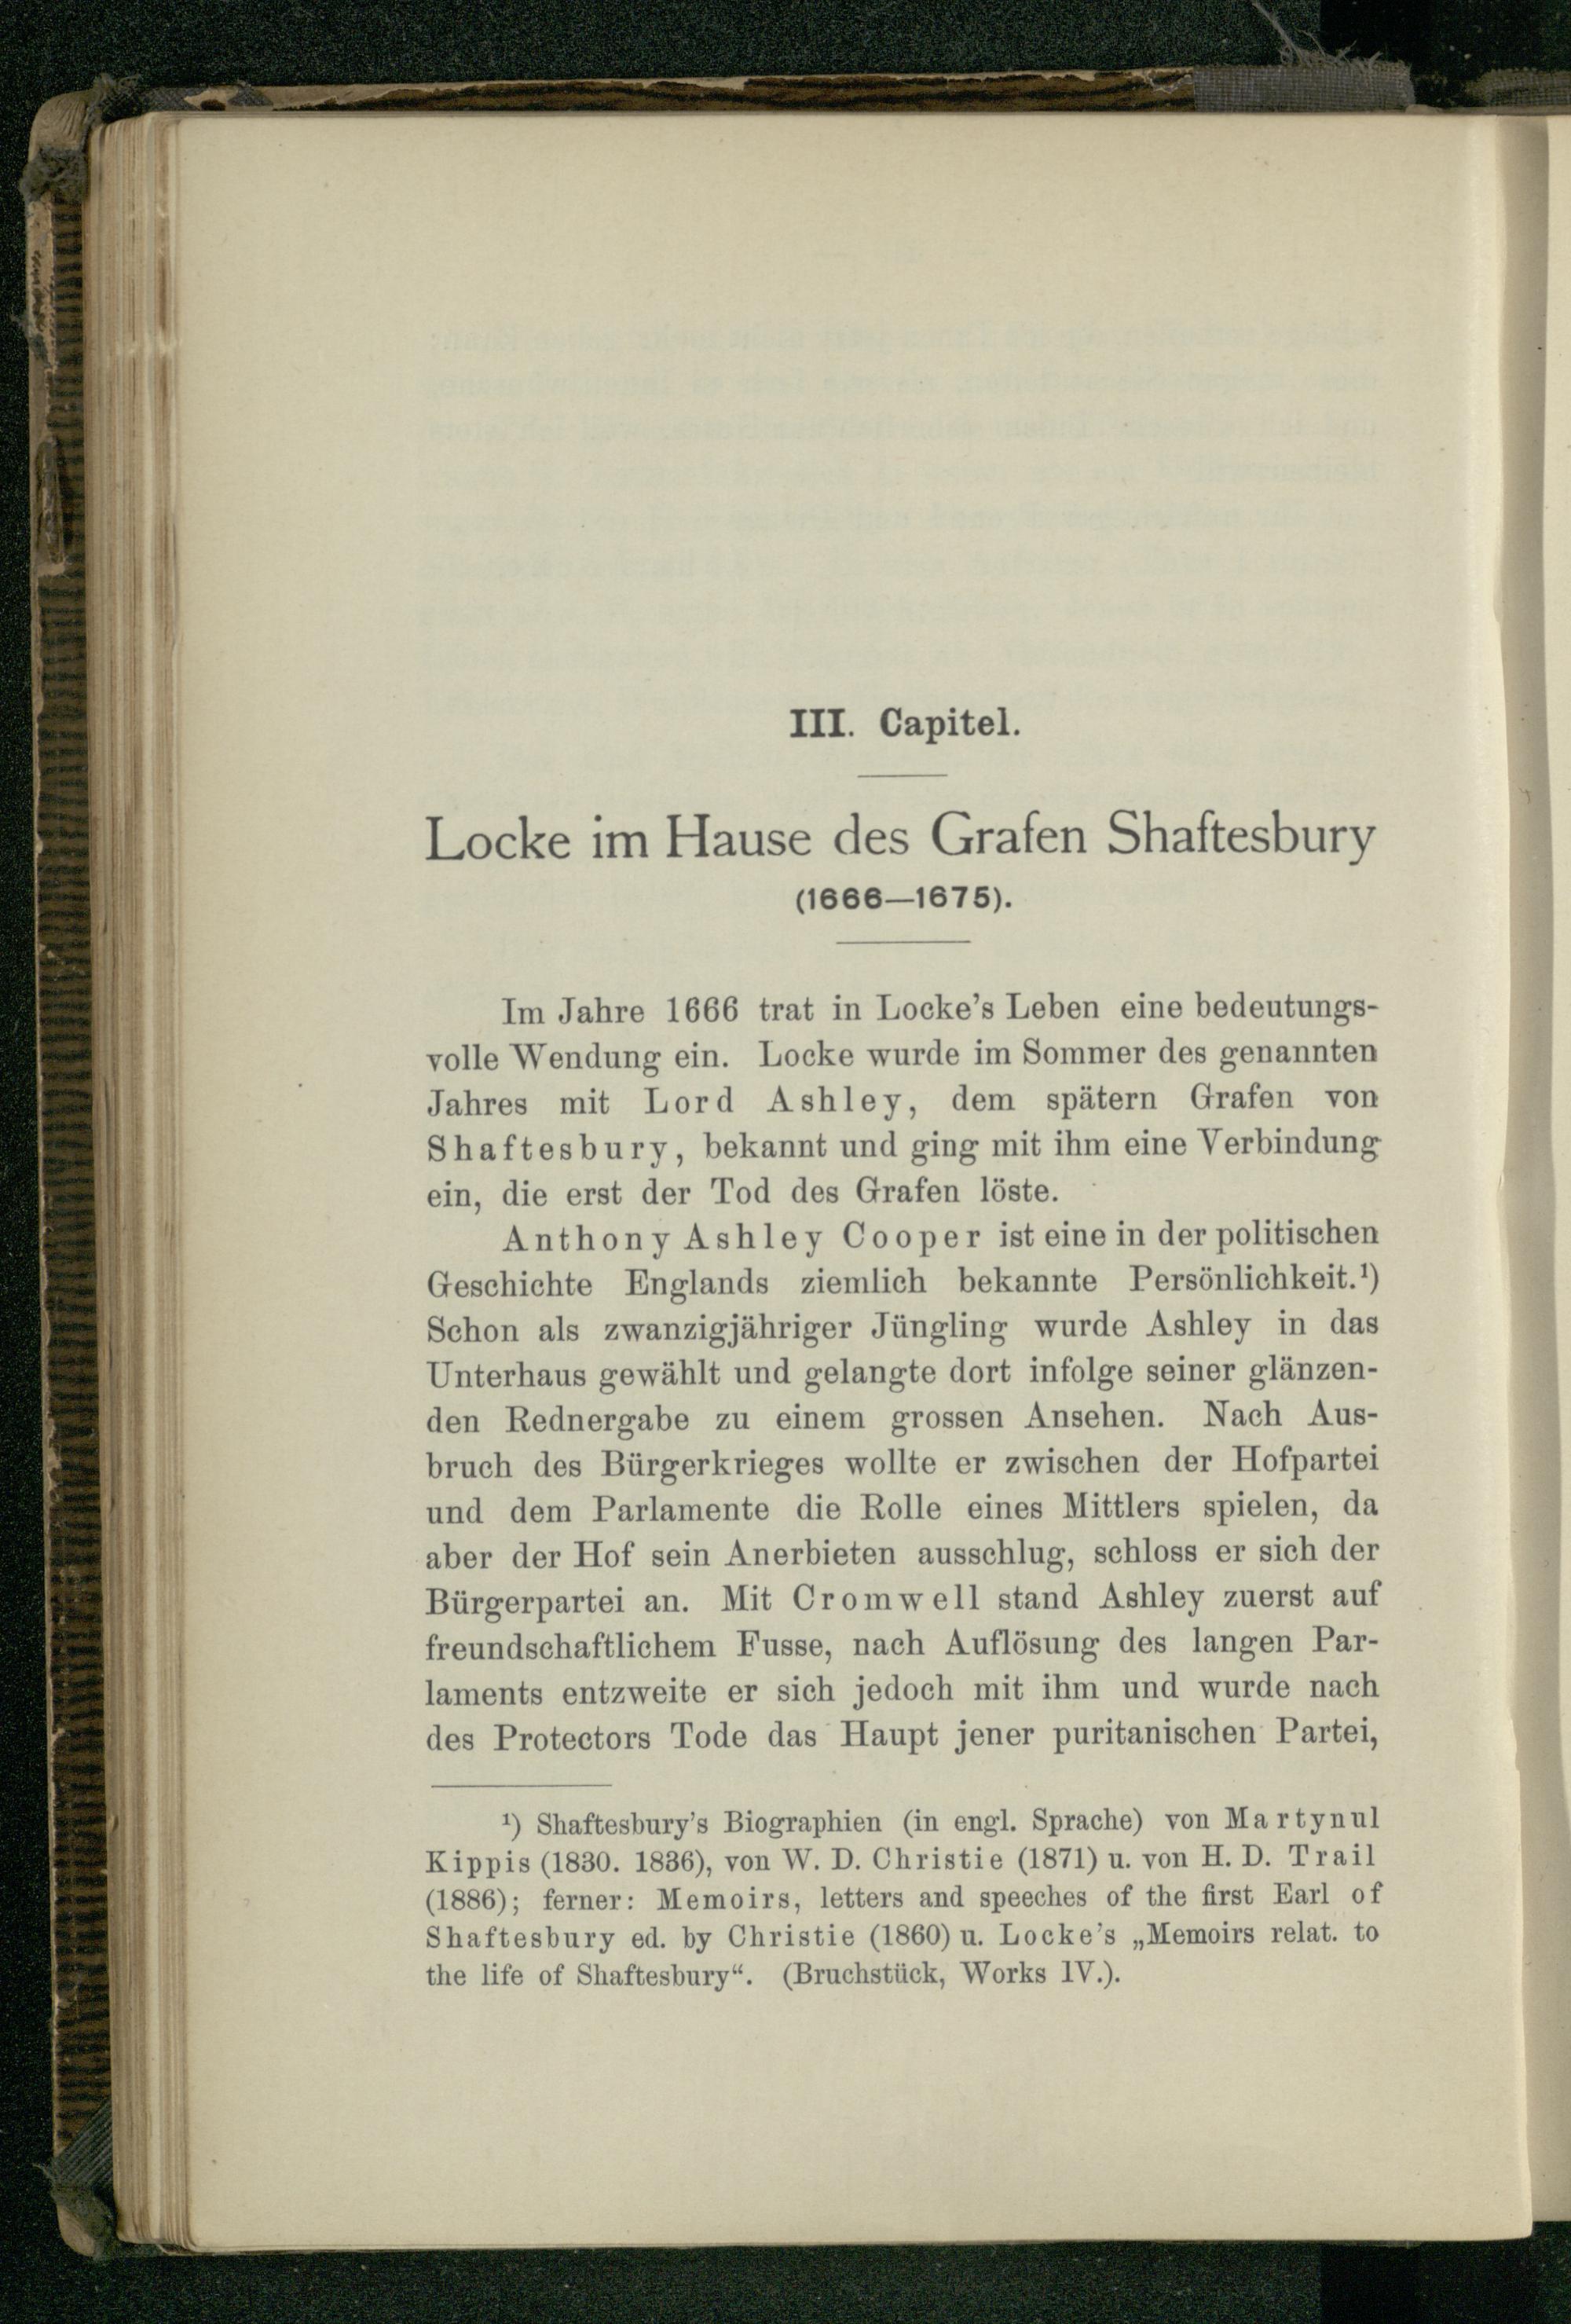 III. Capitel.
Locke im Hause des Grafen Shaftesbury
(1666—1675).
Im Jahre 1666 trat in Locke's Leben eine bedeutungs-
volle Wendung ein. Locke wurde im Sommer des genannten
Jahres mit Lord Ashley, dem spätern Grafen von
Shaftesbury, bekannt und ging mit ihm eine Verbindung
ein, die erst der Tod des Grafen löste.
Anthony Ashley Cooper ist eine in der politischen
Geschichte Englands ziemlich bekannte Persönlichkeit.¹)
Schon als zwanzigjähriger Jüngling wurde Ashley in das
Unterhaus gewählt und gelangte dort infolge seiner glänzen-
den Rednergabe zu einem grossen Ansehen. Nach Aus-
bruch des Bürgerkrieges wollte er zwischen der Hofpartei
und dem Parlamente die Rolle eines Mittlers spielen, da
aber der Hof sein Anerbieten ausschlug, schloss er sich der
Bürgerpartei an. Mit Cromwell stand Ashley zuerst auf
freundschaftlichem Fusse, nach Auflösung des langen Par-
laments entzweite er sich jedoch mit ihm und wurde nach
des Protectors Tode das Haupt jener puritanischen Partei,
¹) Shaftesbury's Biographien (in engl. Sprache) von Martynul
Kippis (1830. 1836), von W. D. Christie (1871) u. von H. D. Trail
(1886); ferner: Memoirs, letters and speeches of the first Earl of
Shaftesbury ed. by Christie (1860) u. Locke's „Memoirs relat. to
the life of Shaftesbury“. (Bruchstück, Works IV.).